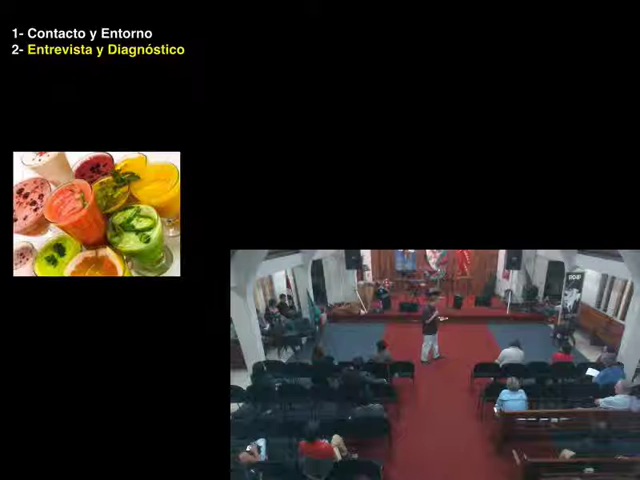 1- Contacto y Entorno
2- Entrevista y Diagnóstico